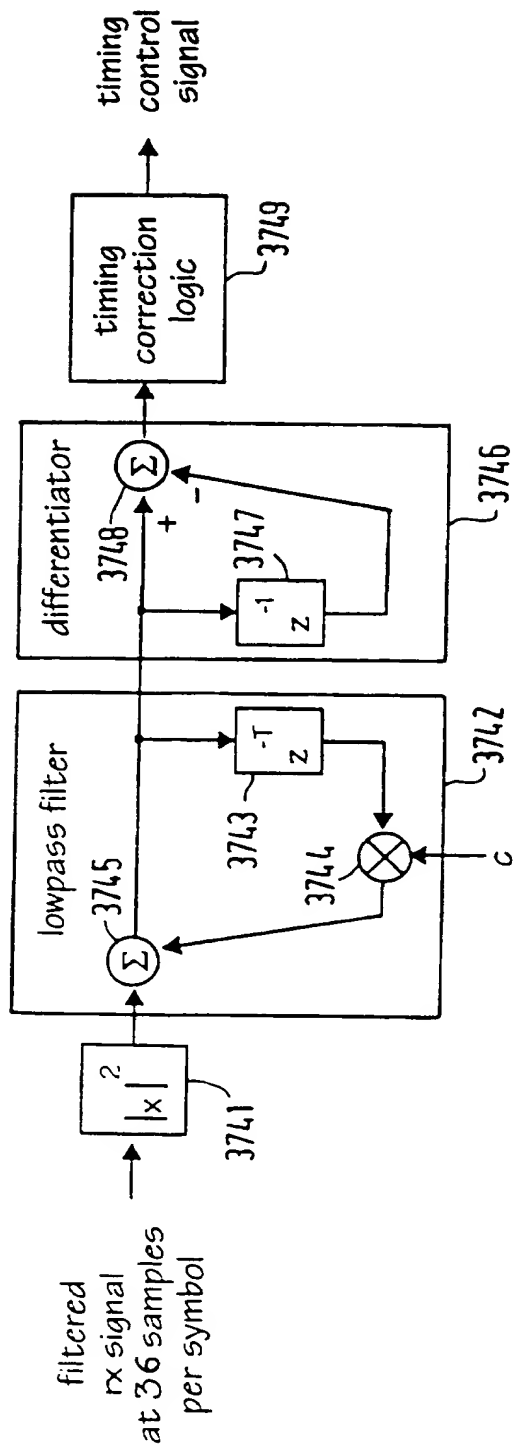 filtered
rx signal
at 36 samples
per symbol
|x|²
3741
lowpass filter
Σ
3745
z⁻ᵀ
3743
3744
c
3742
differentiator
Σ
3748
+
-
z⁻¹
3747
3746
timing
correction
logic
3749
timing
control
signal